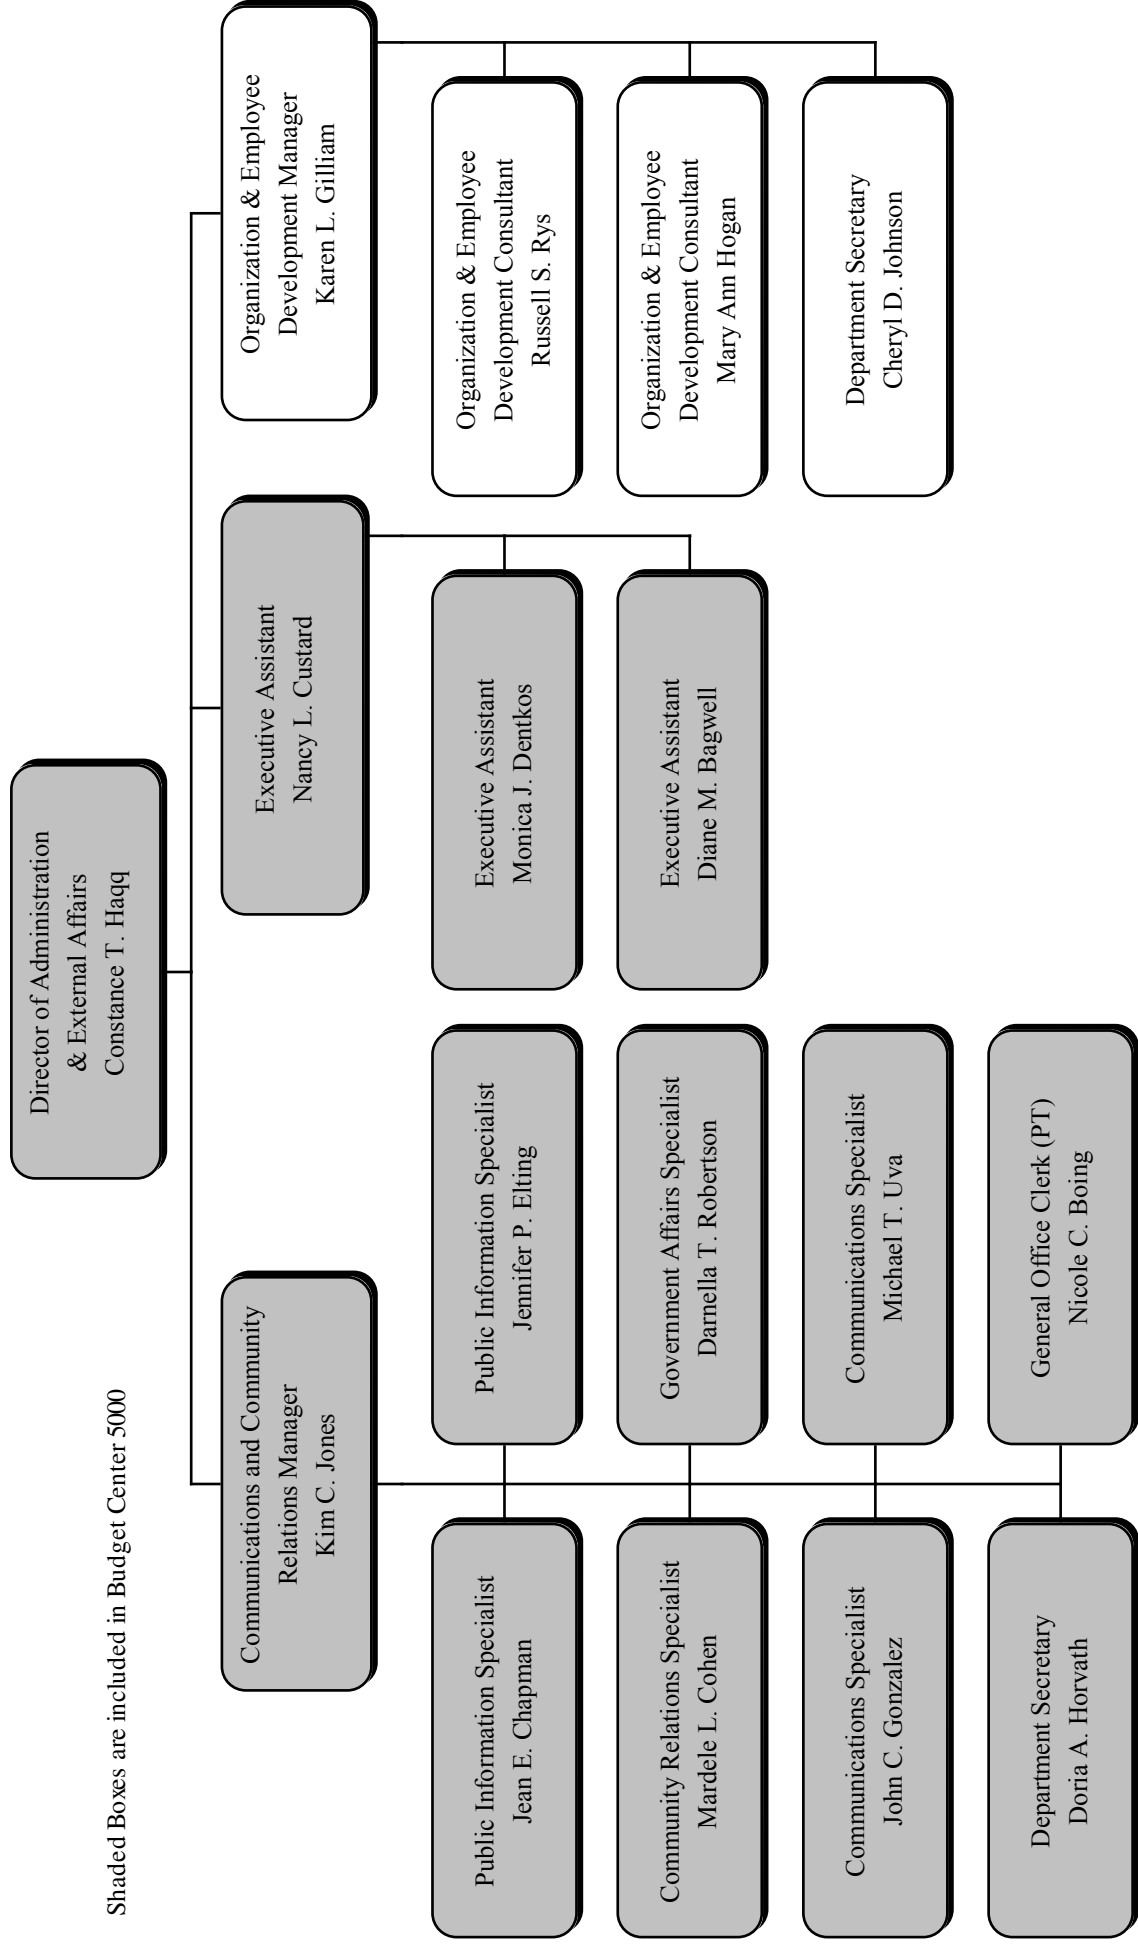 Shaded Boxes are included in Budget Center 5000
Director of Administration
& External Affairs
Constance T. Haqq
Communications and Community
Relations Manager
Kim C. Jones
Executive Assistant
Nancy L. Custard
Organization & Employee
Development Manager
Karen L. Gilliam
Public Information Specialist
Jean E. Chapman
Public Information Specialist
Jennifer P. Elting
Executive Assistant
Monica J. Dentkos
Organization & Employee
Development Consultant
Russell S. Rys
Community Relations Specialist
Mardele L. Cohen
Government Affairs Specialist
Darnella T. Robertson
Executive Assistant
Diane M. Bagwell
Organization & Employee
Development Consultant
Mary Ann Hogan
Communications Specialist
John C. Gonzalez
Communications Specialist
Michael T. Uva
Department Secretary
Cheryl D. Johnson
Department Secretary
Doria A. Horvath
General Office Clerk (PT)
Nicole C. Boing